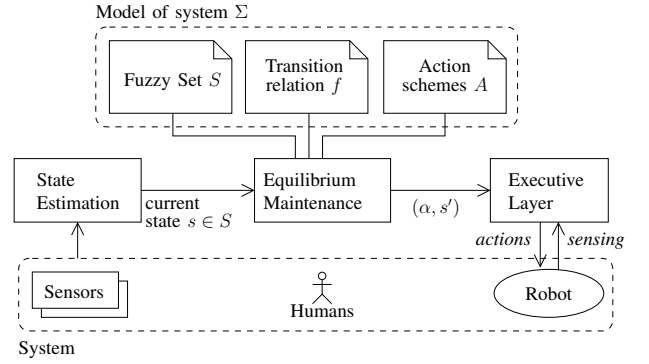 Model of system Σ
Fuzzy Set S
Transition
relation f
Action
schemes A
State
Estimation
current
state s ∈ S
Equilibrium
Maintenance
(α, s′)
Executive
Layer
actions
sensing
Sensors
Humans
Robot
System